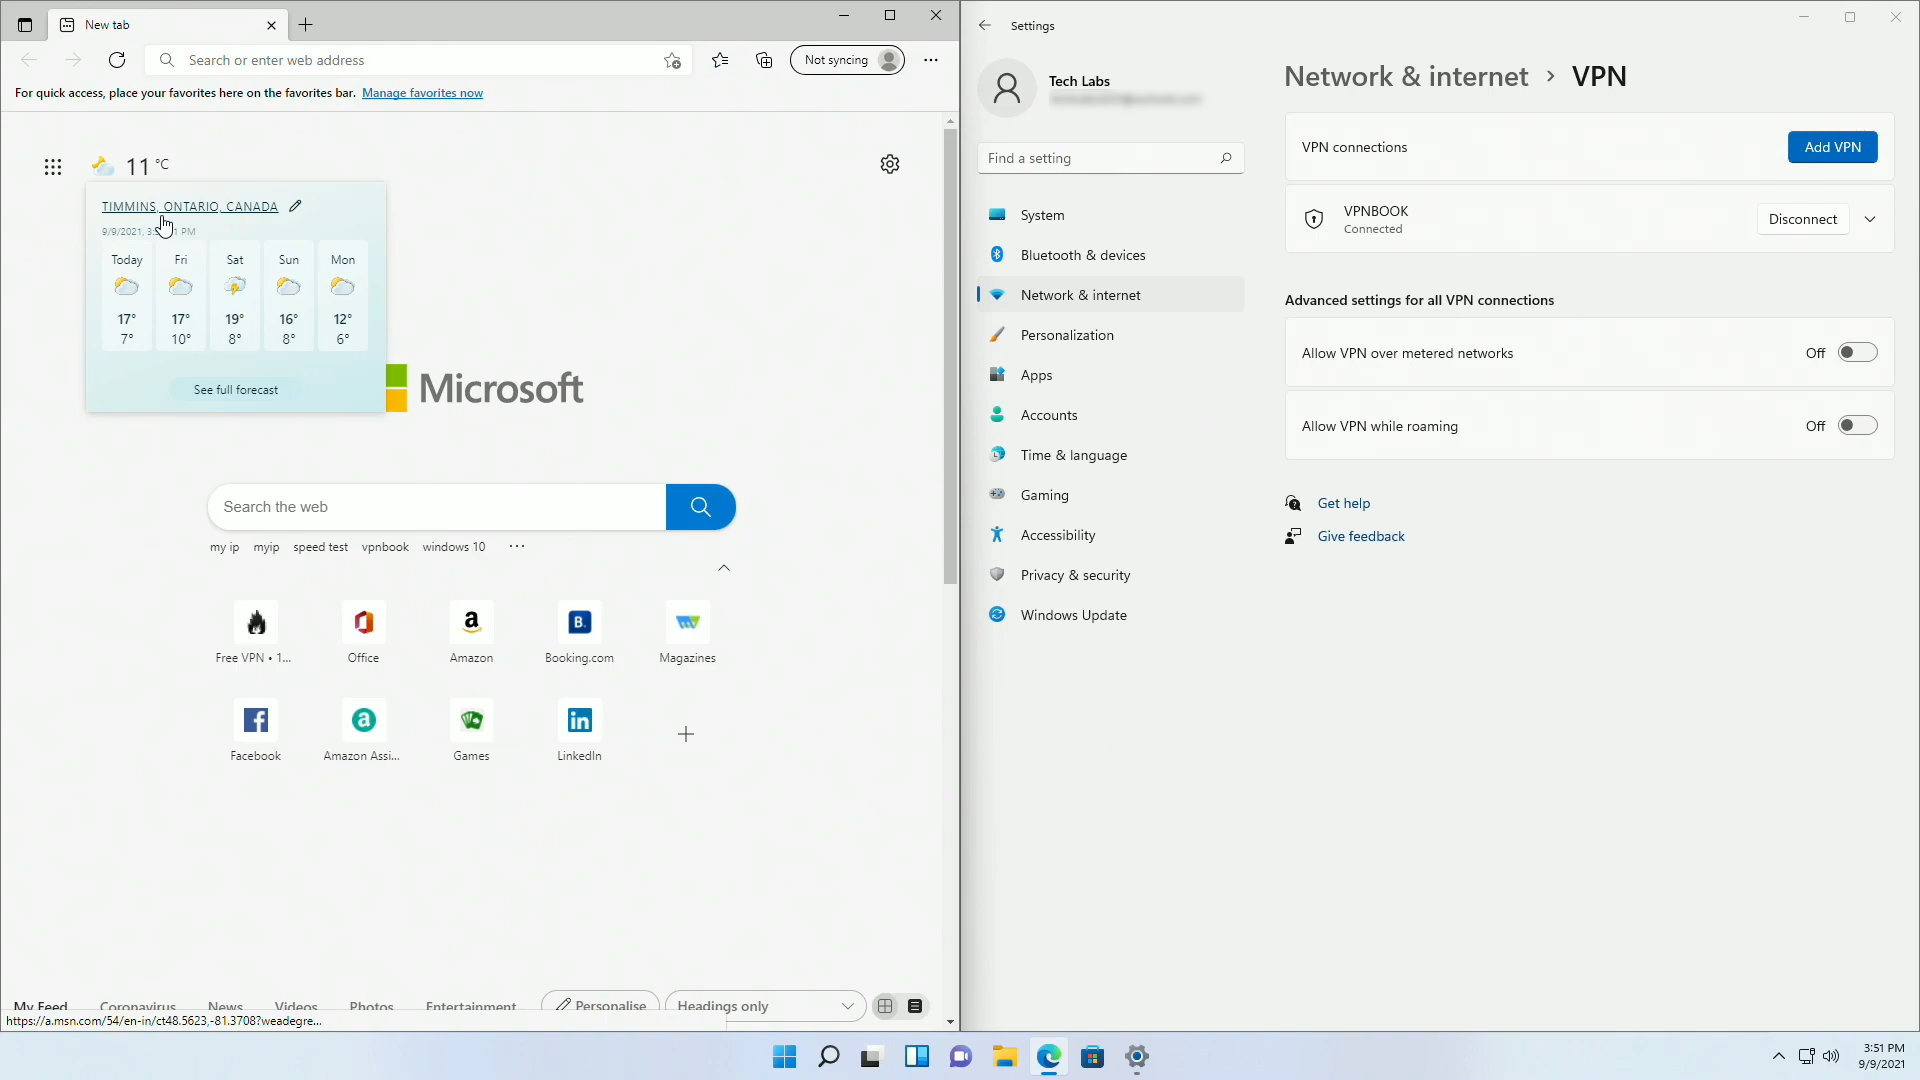 New tab
Search or enter web address
Not syncing
For quick access, place your favorites here on the favorites bar. Manage favorites now
11 °C
TIMMINS, ONTARIO, CANADA
9/9/2021, 3:51 PM
Today Fri Sat Sun Mon
17° 17° 19° 16° 12°
7° 10° 8° 8° 6°
See full forecast
Microsoft
Search the web
my ip myip speed test vpnbook windows 10 ...
Free VPN • 1... Office Amazon Booking.com Magazines
Facebook Amazon Assi... Games LinkedIn
My Feed Coronavirus News Videos Photos Entertainment Personalise Headings only
https://a.msn.com/54/en-in/ct48.5623,-81.3708?weadegre...
Settings
Tech Labs
Find a setting
System
Bluetooth & devices
Network & internet
Personalization
Apps
Accounts
Time & language
Gaming
Accessibility
Privacy & security
Windows Update
Network & internet > VPN
VPN connections Add VPN
VPNBOOK
Connected
Disconnect
Advanced settings for all VPN connections
Allow VPN over metered networks Off
Allow VPN while roaming Off
Get help
Give feedback
3:51 PM
9/9/2021